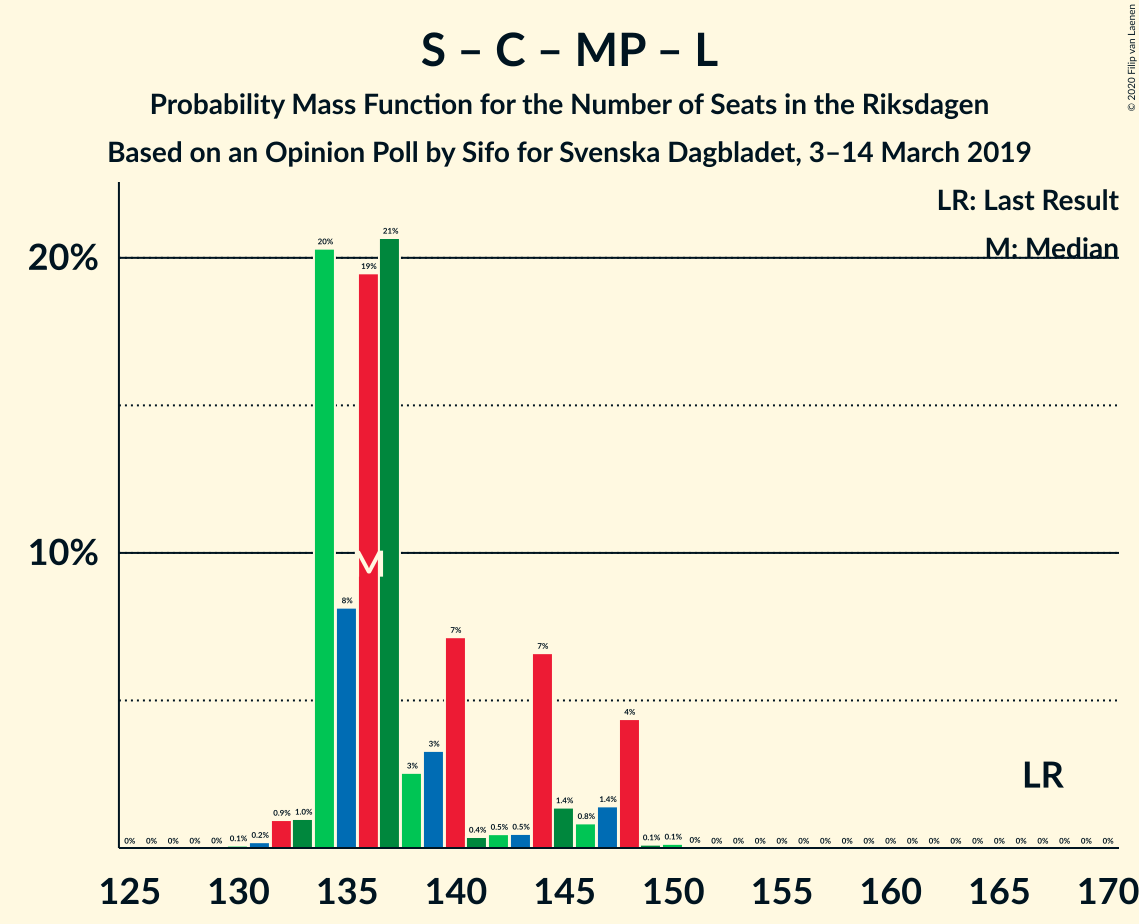 S – C – MP – L
Probability Mass Function for the Number of Seats in the Riksdagen
Based on an Opinion Poll by Sifo for Svenska Dagbladet, 3–14 March 2019
© 2020 Filip van Laenen
LR: Last Result
M: Median
20%
10%
0% 0% 0% 0% 0% 0.1% 0.2% 0.9% 1.0% 20% 8% 19% 21% 3% 3% 7% 0.4% 0.5% 0.5% 7% 1.4% 0.8% 1.4% 4% 0.1% 0.1% 0% 0% 0% 0% 0% 0% 0% 0% 0% 0% 0% 0% 0% 0% 0% 0% 0% 0% 0% 0%
M
LR
125 130 135 140 145 150 155 160 165 170